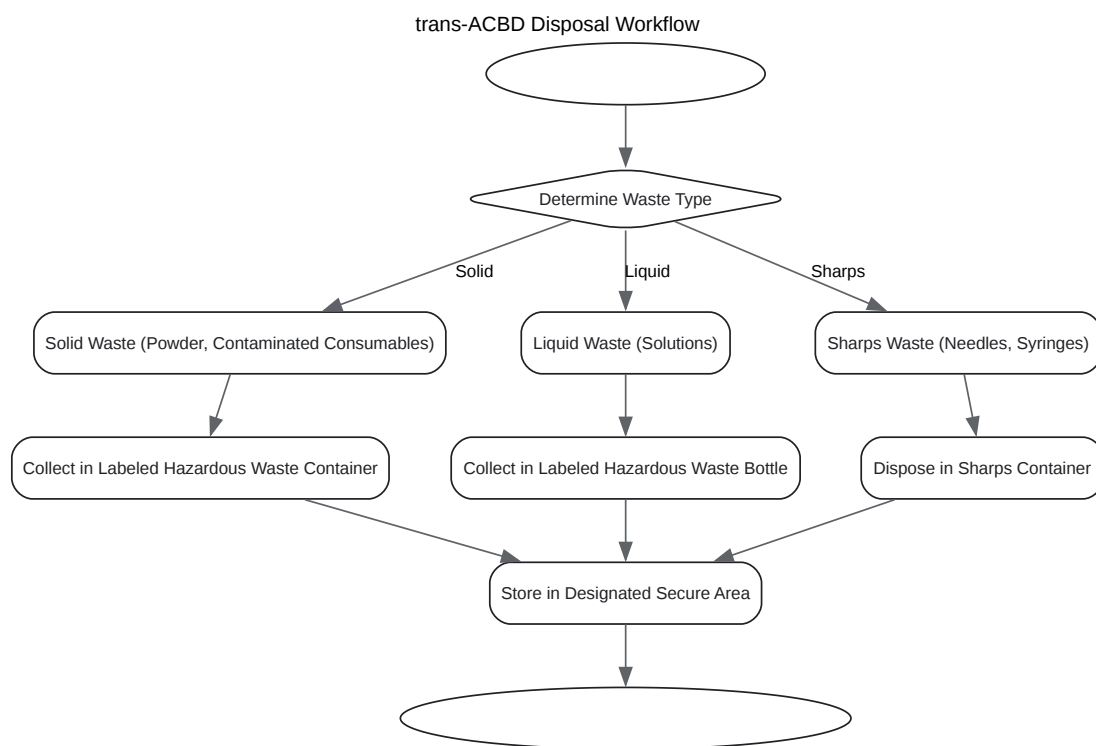 trans-ACBD Disposal Workflow
Determine Waste Type
Solid
Liquid
Sharps
Solid Waste (Powder, Contaminated Consumables)
Liquid Waste (Solutions)
Sharps Waste (Needles, Syringes)
Collect in Labeled Hazardous Waste Container
Collect in Labeled Hazardous Waste Bottle
Dispose in Sharps Container
Store in Designated Secure Area